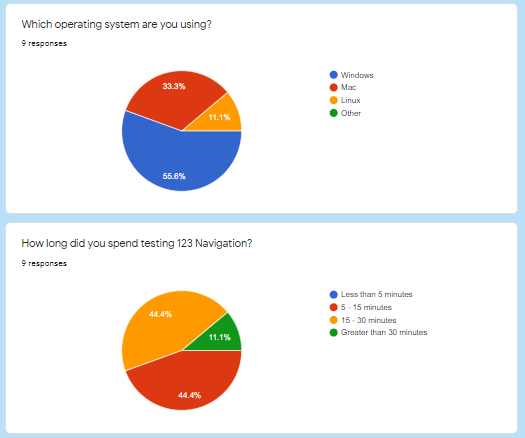 Which operating system are you using?
9 responses
33.3%
11.1%
55.6%
Windows
Mac
Linux
Other
How long did you spend testing 123 Navigation?
9 responses
44.4%
11.1%
44.4%
Less than 5 minutes
5 - 15 minutes
15 - 30 minutes
Greater than 30 minutes